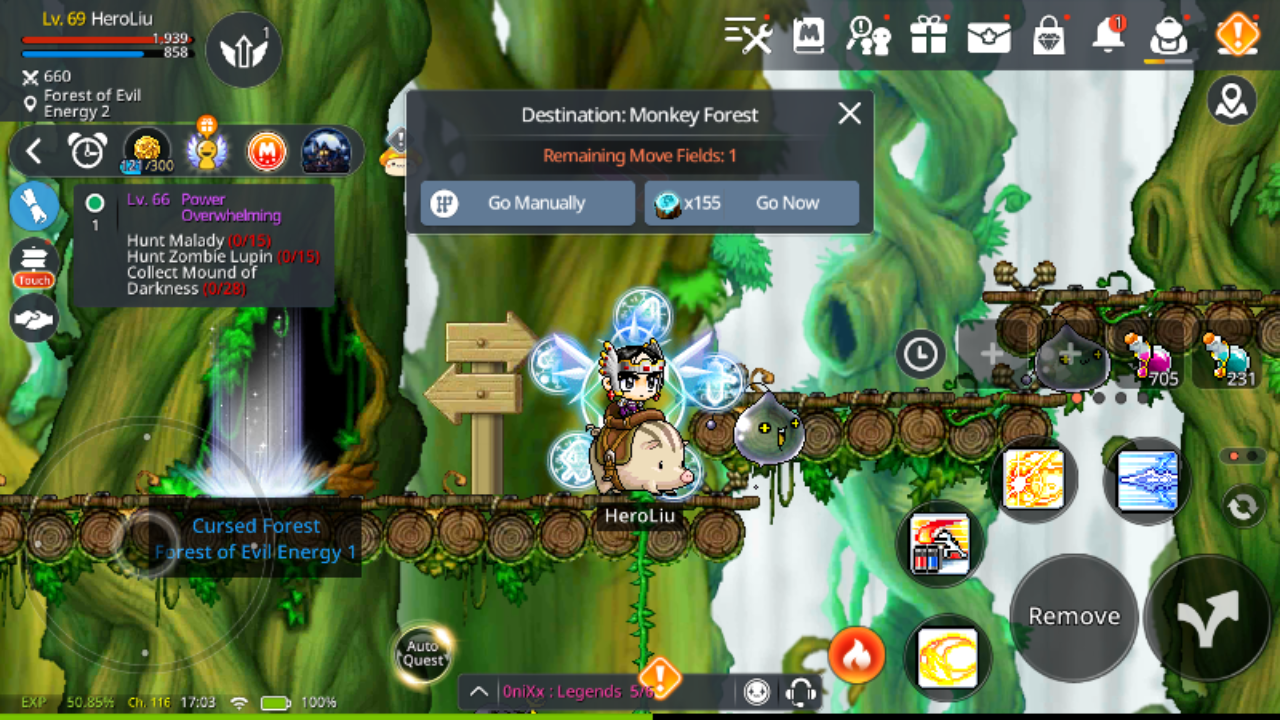 Lv. 69 HeroLiu
1,939
858
1
660
Forest of Evil
Energy 2
121/300
Destination: Monkey Forest
Remaining Move Fields: 1
Go Manually
x155 Go Now
1
Lv. 66 Power
Overwhelming
1
Hunt Malady (0/15)
Hunt Zombie Lupin (0/15)
Collect Mound of
Darkness (0/28)
Touch
705
231
HeroLiu
Cursed Forest
Forest of Evil Energy 1
Remove
Auto
Quest
0niXx : Legends 5/6
EXP 50.85% Ch. 116 17:03 100%